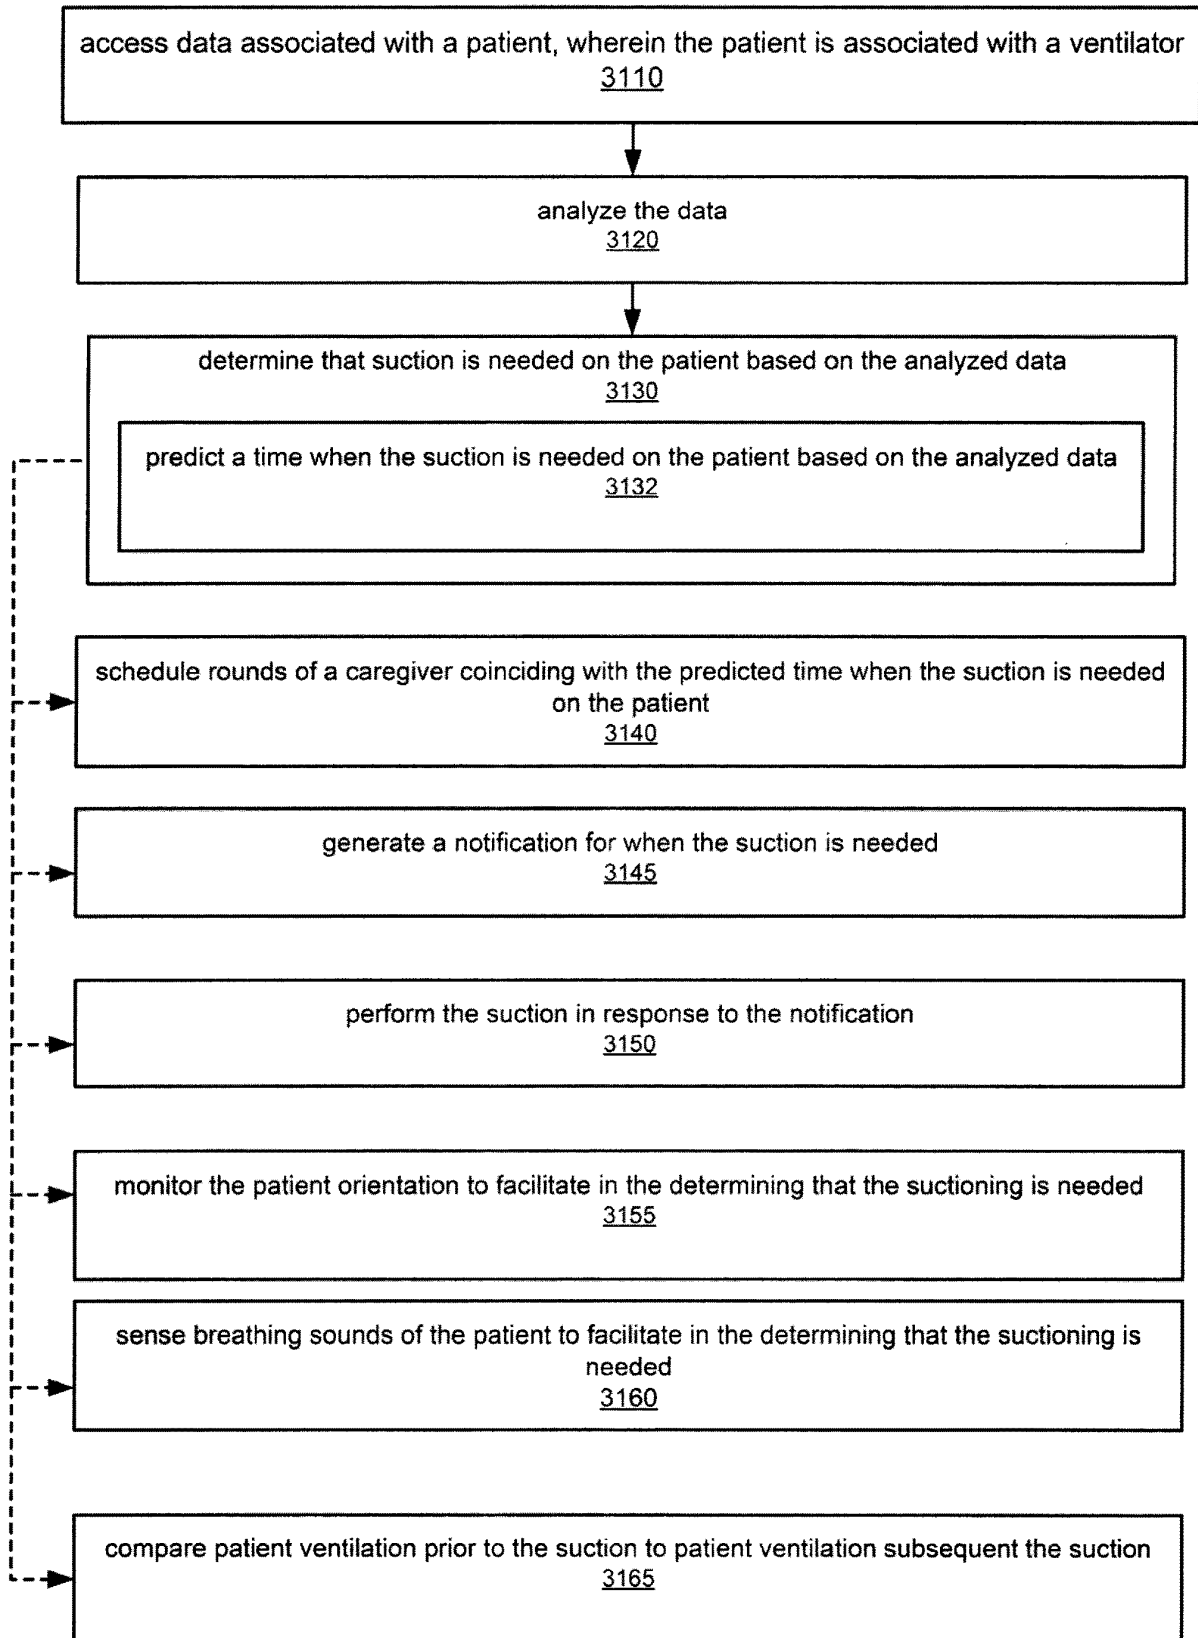 access data associated with a patient, wherein the patient is associated with a ventilator
3110
analyze the data
3120
determine that suction is needed on the patient based on the analyzed data
3130
predict a time when the suction is needed on the patient based on the analyzed data
3132
schedule rounds of a caregiver coinciding with the predicted time when the suction is needed
on the patient
3140
generate a notification for when the suction is needed
3145
perform the suction in response to the notification
3150
monitor the patient orientation to facilitate in the determining that the suctioning is needed
3155
sense breathing sounds of the patient to facilitate in the determining that the suctioning is
needed
3160
compare patient ventilation prior to the suction to patient ventilation subsequent the suction
3165